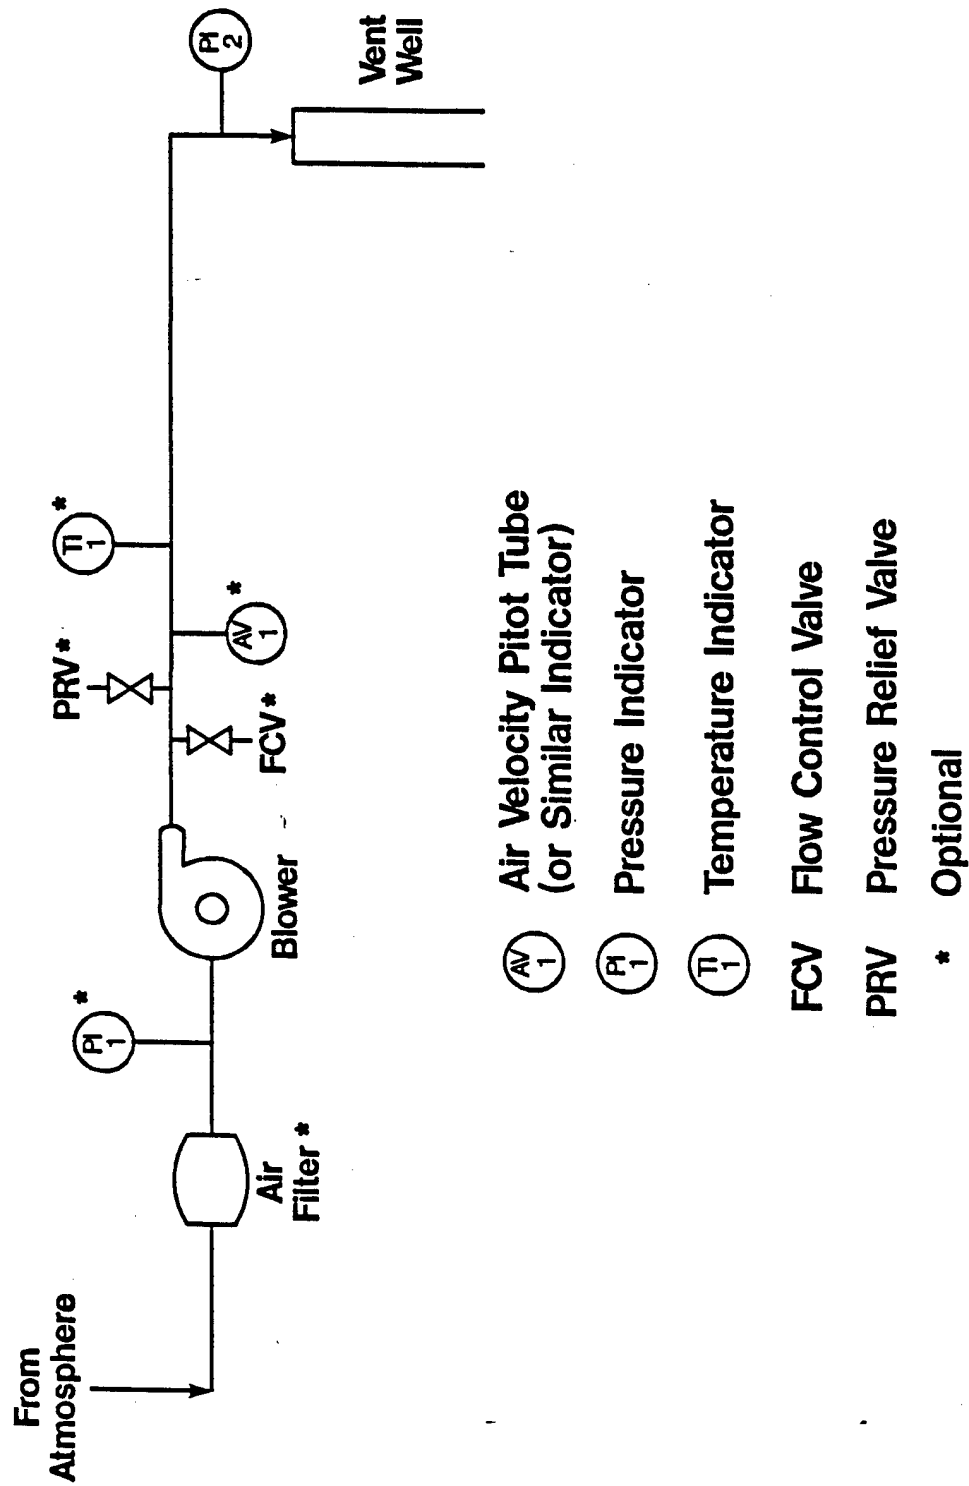 From
Atmosphere
Air
Filter *
PI
1
*
Blower
FCV *
PRV *
AV
1
*
TI
1
*
PI
2
Vent
Well
AV
1
Air Velocity Pitot Tube
(or Similar Indicator)
PI
1
Pressure Indicator
TI
1
Temperature Indicator
FCV Flow Control Valve
PRV Pressure Relief Valve
* Optional